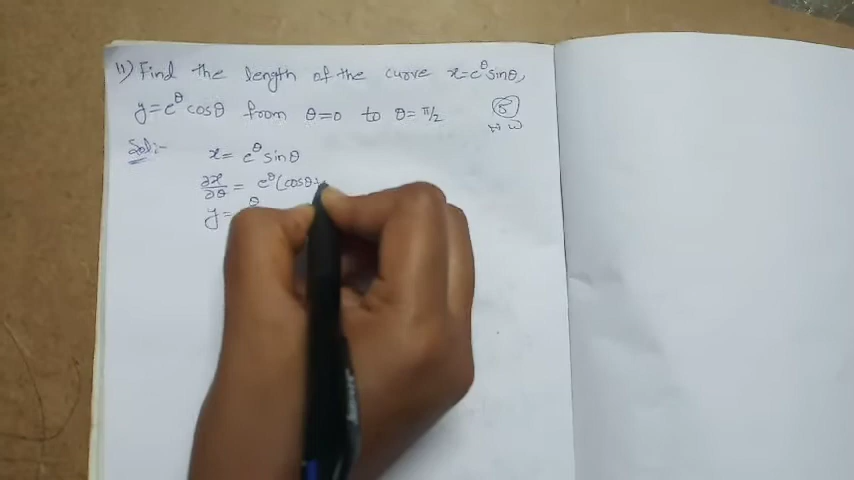 11) Find the length of the curve x=e^θ sinθ,
y=e^θ cosθ from θ=0 to θ=π/2
H W
Sol:-
x= e^θ sinθ
∂x/∂θ = e^θ(cosθ+
y= e^θ